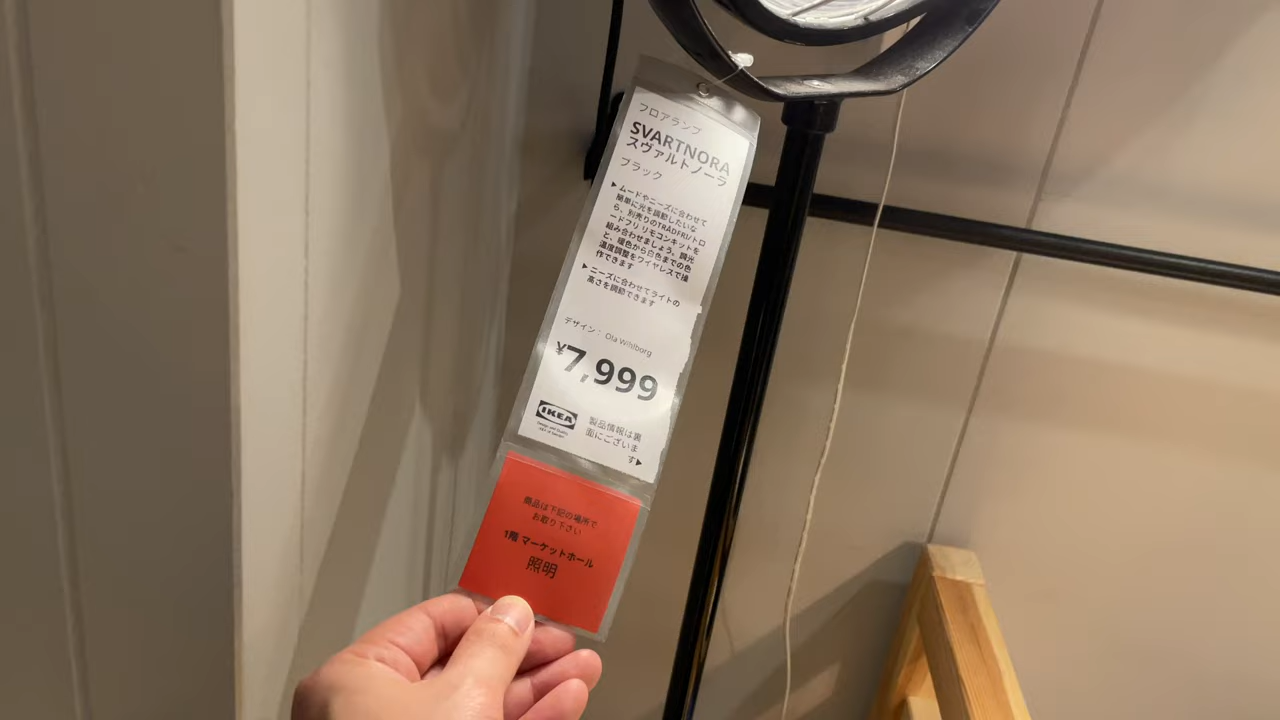 フロアランプ
SVARTNORA
スヴァルトノーラ
ブラック
▶ムードやニーズに合わせて
簡単に光を調節したいな
ら、別売りのTRÅDFRI/トロ
ードフリ リモコンキットを
組み合わせましょう。調光
と、暖色から白色までの色
温度調整をワイヤレスで操
作できます
▶ニーズに合わせてライトの
高さを調節できます
デザイン： Ola Wihlborg
¥7,999
IKEA
Design and Quality
IKEA of Sweden
製品情報は裏
面にございま
す▶
商品は下記の場所で
お取り下さい
1階 マーケットホール
照明